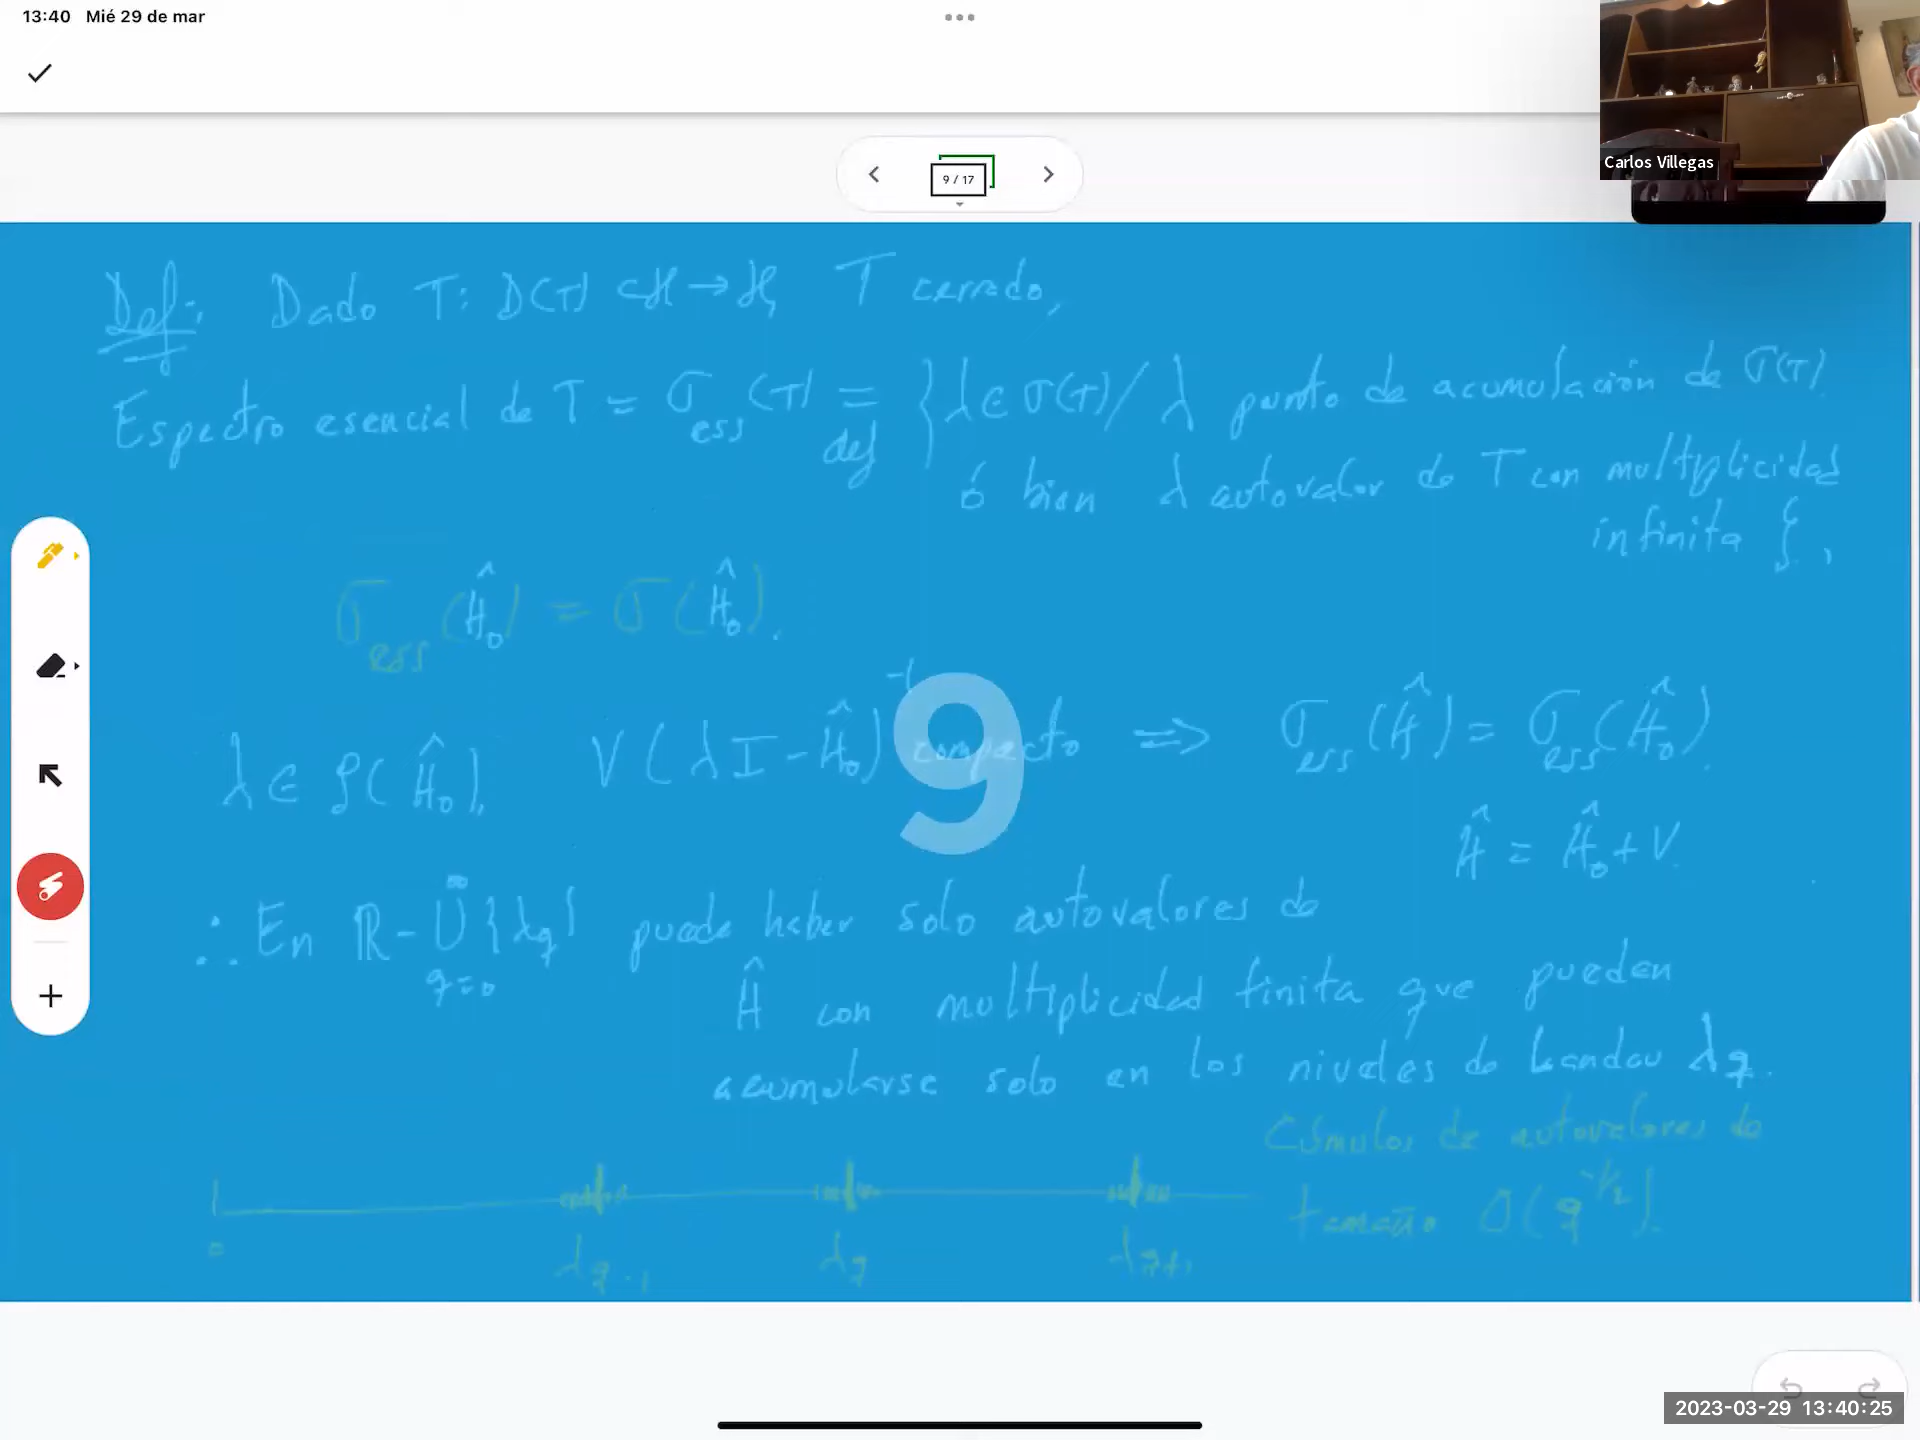 13:40 Mié 29 de mar
Carlos Villegas
9 / 17
Def: Dado T: D(T) ⊂ ℋ → ℋ, T cerrado,
Espectro esencial de T = σ_ess(T) =_def { λ ∈ σ(T) / λ punto de acumulación de σ(T)
ó bien λ autovalor de T con multiplicidad
infinita }.
σ_ess(Ĥ₀) = σ(Ĥ₀).
λ ∈ ρ(Ĥ₀), V(λI - Ĥ₀)⁻¹ compacto ⇒ σ_ess(Ĥ) = σ_ess(Ĥ₀).
9
Ĥ = Ĥ₀ + V.
∴ En ℝ - ∪_{q=0}^∞ {λ_q} puede haber solo autovalores de
Ĥ con multiplicidad finita que pueden
acumularse solo en los niveles de Landau λ_q.
Cúmulos de autovalores de
tamaño O(q^{-1/2}).
0 λ_{q-1} λ_q λ_{q+1}
2023-03-29 13:40:25